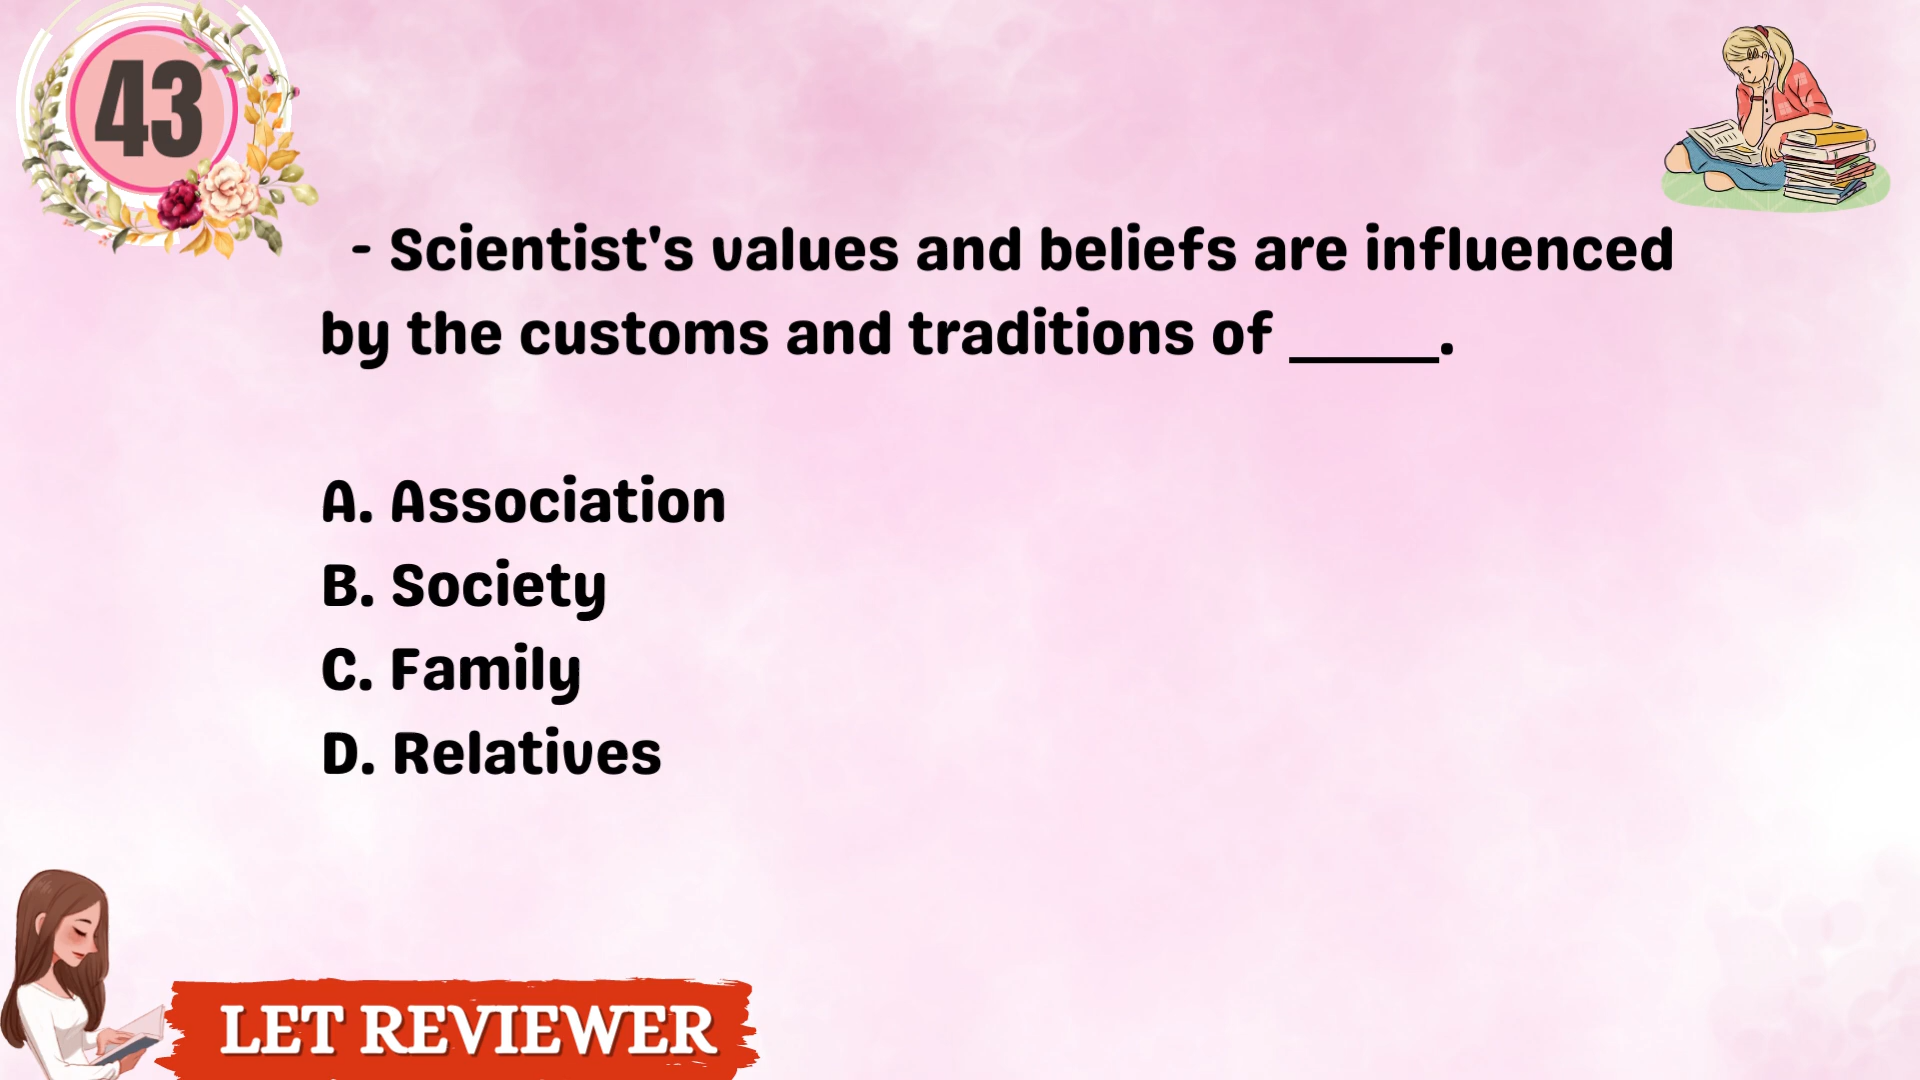 43
- Scientist's values and beliefs are influenced
by the customs and traditions of _____.
A. Association
B. Society
C. Family
D. Relatives
LET REVIEWER